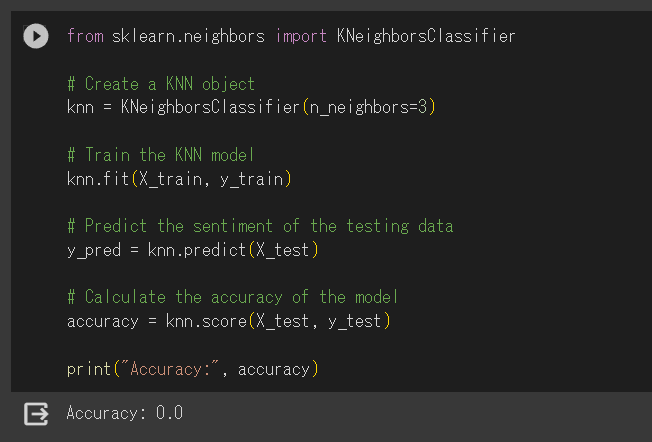 from sklearn.neighbors import KNeighborsClassifier
# Create a KNN object
knn = KNeighborsClassifier(n_neighbors=3)
# Train the KNN model
knn.fit(X_train, y_train)
# Predict the sentiment of the testing data
y_pred = knn.predict(X_test)
# Calculate the accuracy of the model
accuracy = knn.score(X_test, y_test)
print("Accuracy:", accuracy)
Accuracy: 0.0